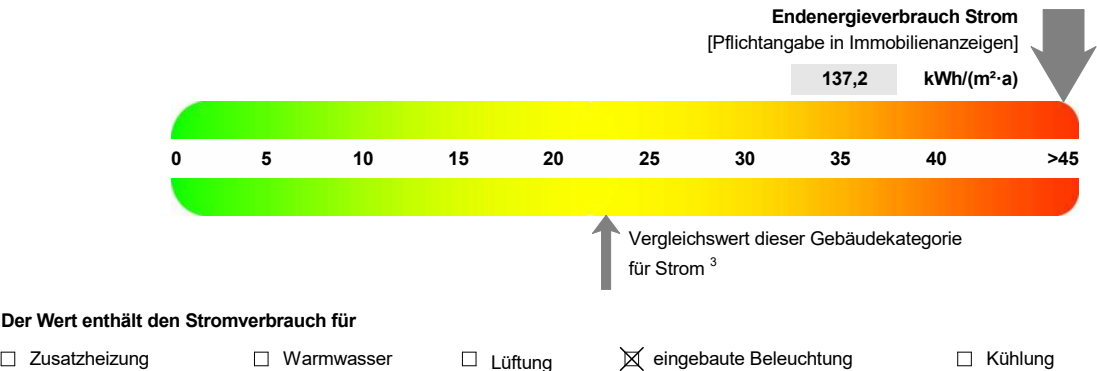 Endenergieverbrauch Strom
[Pflichtangabe in Immobilienanzeigen]
137,2 kWh/(m²·a)
0 5 10 15 20 25 30 35 40 >45
Vergleichswert dieser Gebäudekategorie
für Strom ³
Der Wert enthält den Stromverbrauch für
☐ Zusatzheizung ☐ Warmwasser ☐ Lüftung ☒ eingebaute Beleuchtung ☐ Kühlung